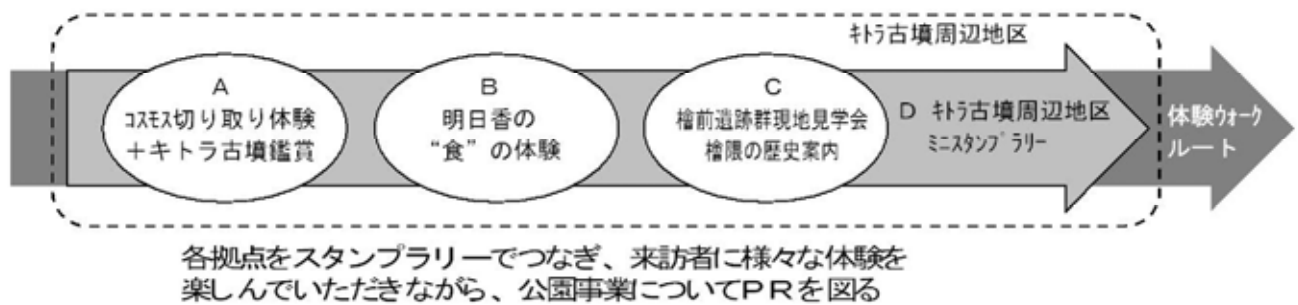 ｷﾄﾗ古墳周辺地区
A
ｺｽﾓｽ切り取り体験
＋キトラ古墳鑑賞
B
明日香の
“食”の体験
C
檜前遺跡群現地見学会
檜隈の歴史案内
D ｷﾄﾗ古墳周辺地区
ﾐﾆｽﾀﾝﾌﾟﾗﾘｰ
体験ｳｫｰｸ
ルート
各拠点をスタンプラリーでつなぎ、来訪者に様々な体験を
楽しんでいただきながら、公園事業についてＰＲを図る